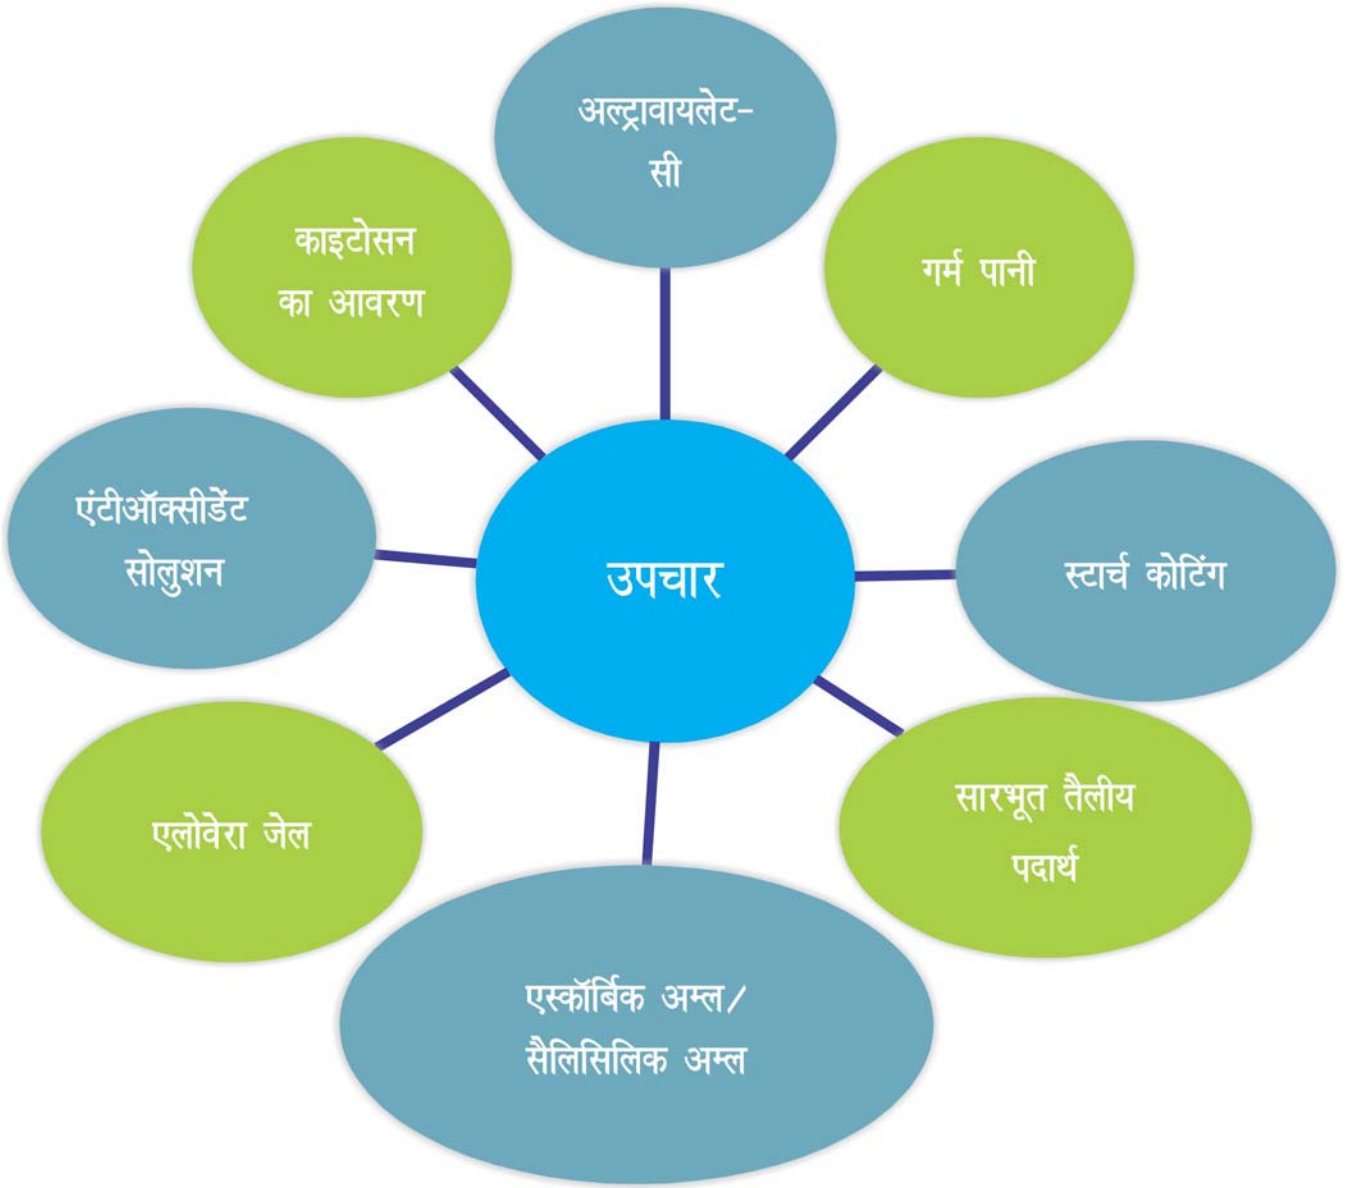 अल्ट्रावायलेट-
सी
काइटोसन
का आवरण
गर्म पानी
एंटीऑक्सीडेंट
सोलुशन
उपचार
स्टार्च कोटिंग
एलोवेरा जेल
सारभूत तैलीय
पदार्थ
एस्कॉर्बिक अम्ल/
सैलिसिलिक अम्ल